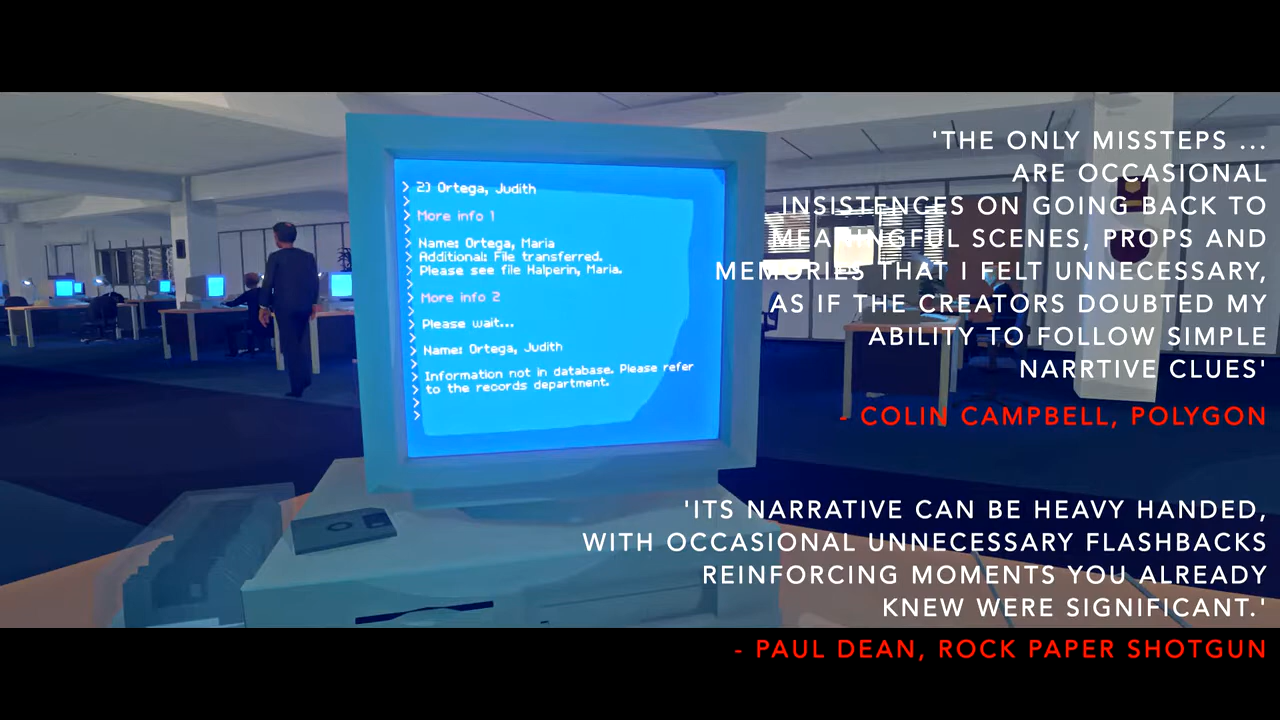 > 2) Ortega, Judith
>
> More info 1
>
> Name: Ortega, Maria
> Additional: File transferred.
> Please see file Halperin, Maria.
>
> More info 2
>
> Please wait...
>
> Name: Ortega, Judith
>
> Information not in database. Please refer
> to the records department.
>
>
'THE ONLY MISSTEPS ...
ARE OCCASIONAL
INSISTENCES ON GOING BACK TO
MEANINGFUL SCENES, PROPS AND
MEMORIES THAT I FELT UNNECESSARY,
AS IF THE CREATORS DOUBTED MY
ABILITY TO FOLLOW SIMPLE
NARRTIVE CLUES'
- COLIN CAMPBELL, POLYGON
'ITS NARRATIVE CAN BE HEAVY HANDED,
WITH OCCASIONAL UNNECESSARY FLASHBACKS
REINFORCING MOMENTS YOU ALREADY
KNEW WERE SIGNIFICANT.'
- PAUL DEAN, ROCK PAPER SHOTGUN